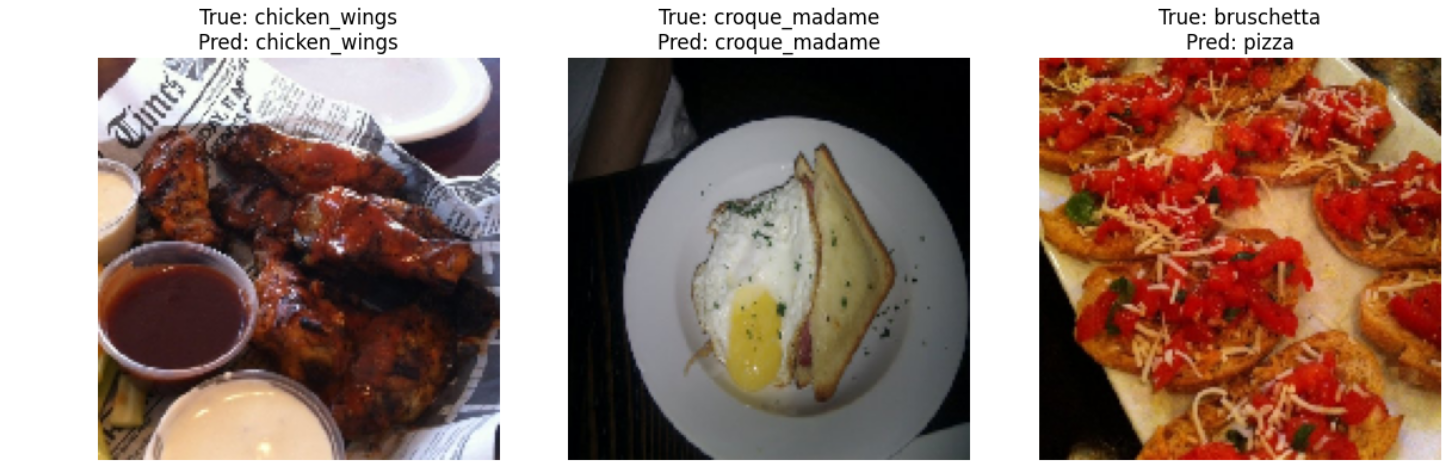 True: chicken_wings
Pred: chicken_wings
True: croque_madame
Pred: croque_madame
True: bruschetta
Pred: pizza
Times